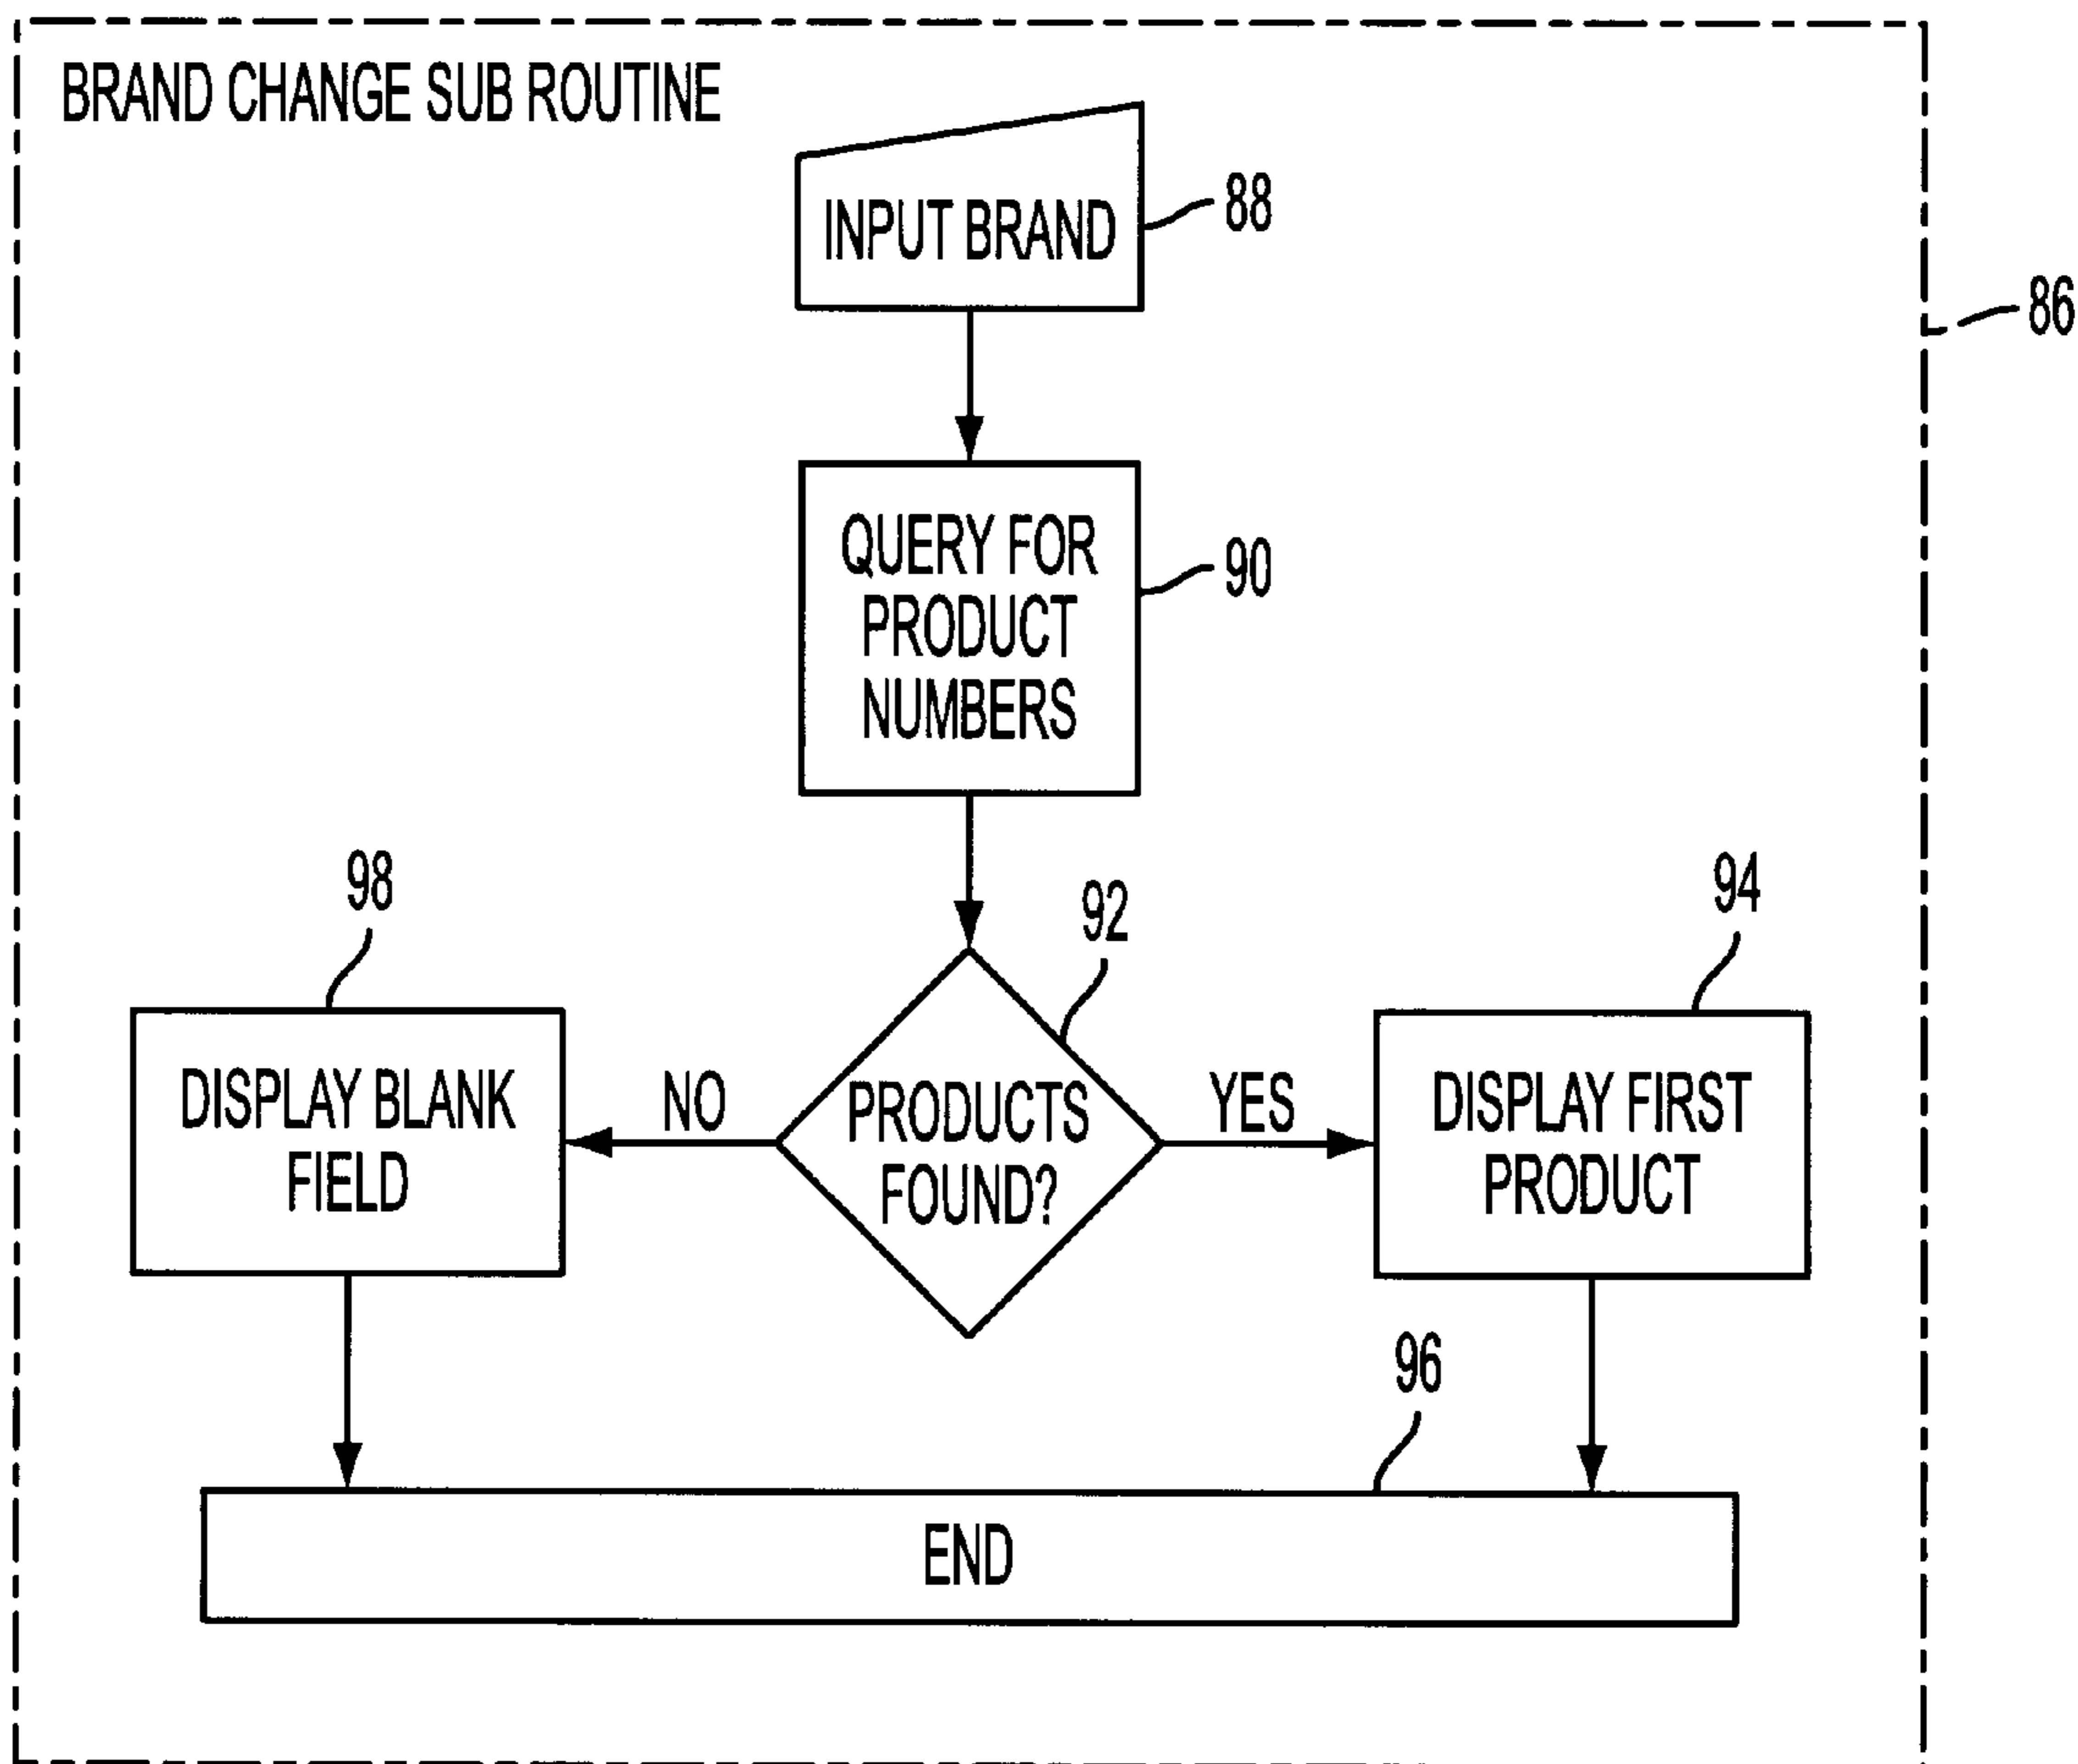 BRAND CHANGE SUB ROUTINE
INPUT BRAND
88
86
QUERY FOR
PRODUCT
NUMBERS
90
98
92
94
DISPLAY BLANK
FIELD
NO
PRODUCTS
FOUND?
YES
DISPLAY FIRST
PRODUCT
96
END